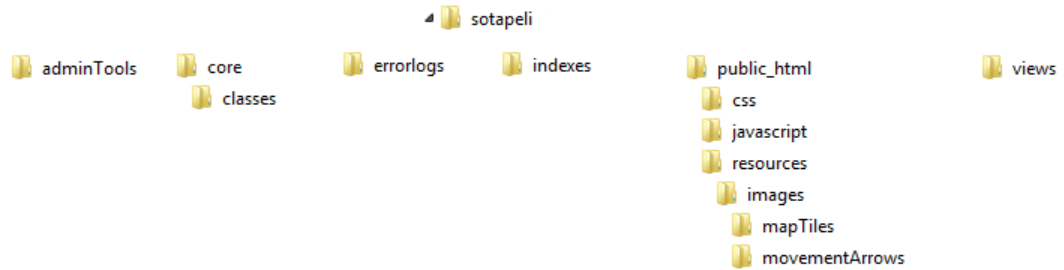 sotapeli
adminTools core errorlogs indexes public_html views
classes css
javascript
resources
images
mapTiles
movementArrows